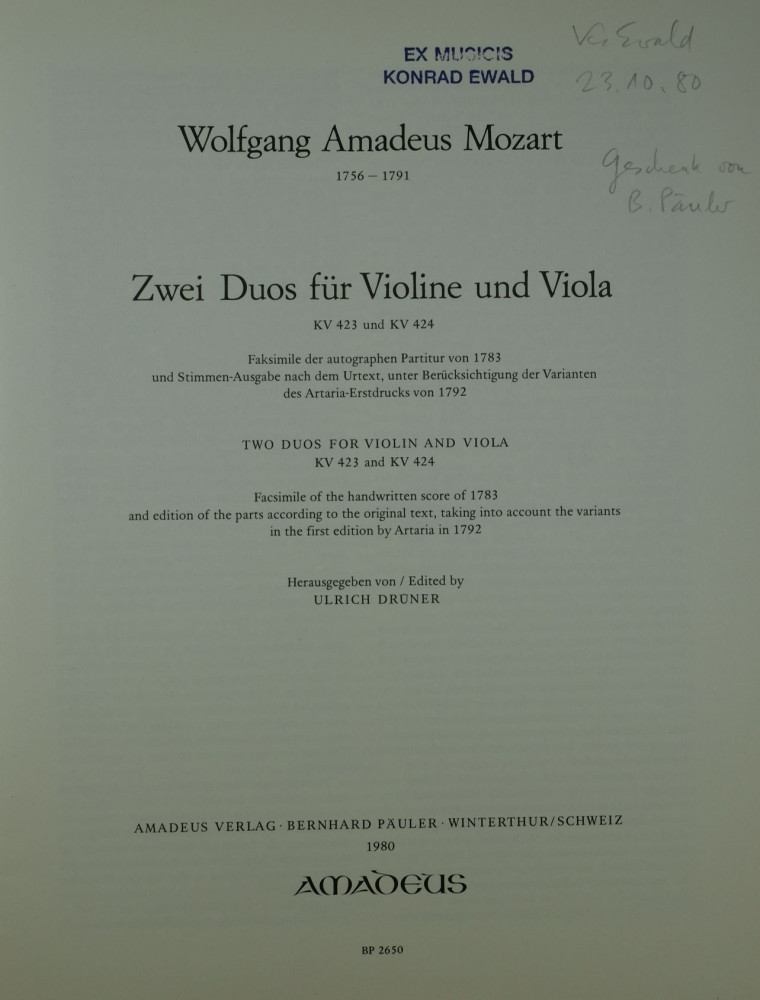 EX MUSICIS
KONRAD EWALD
Ewald
23.10.80
Wolfgang Amadeus Mozart
1756 – 1791
Geschenk von
B. Päuler
Zwei Duos für Violine und Viola
KV 423 und KV 424
Faksimile der autographen Partitur von 1783
und Stimmen-Ausgabe nach dem Urtext, unter Berücksichtigung der Varianten
des Artaria-Erstdrucks von 1792
TWO DUOS FOR VIOLIN AND VIOLA
KV 423 and KV 424
Facsimile of the handwritten score of 1783
and edition of the parts according to the original text, taking into account the variants
in the first edition by Artaria in 1792
Herausgegeben von / Edited by
ULRICH DRÜNER
AMADEUS VERLAG · BERNHARD PÄULER · WINTERTHUR/SCHWEIZ
1980
AMADEUS
BP 2650